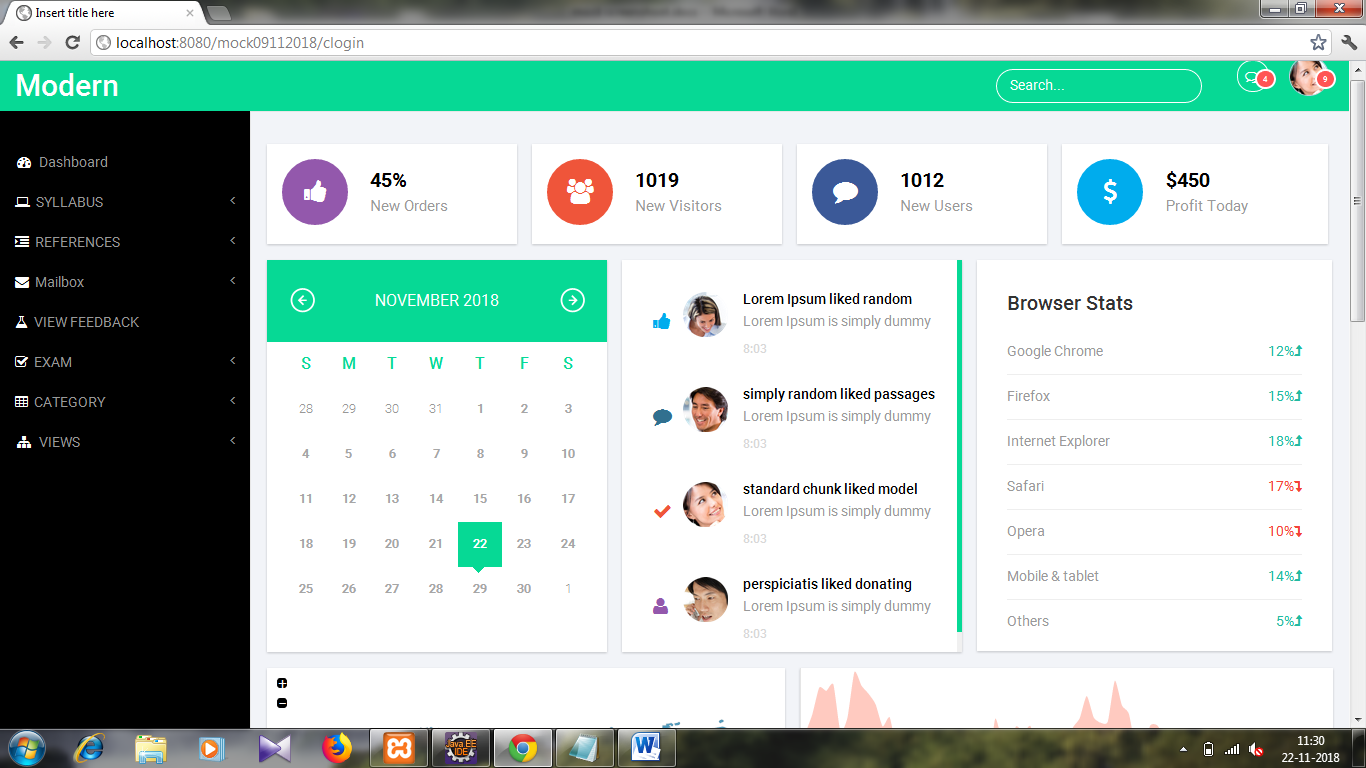 Insert title here
localhost:8080/mock09112018/clogin
Modern
Search...
4
9
Dashboard
SYLLABUS
REFERENCES
Mailbox
VIEW FEEDBACK
EXAM
CATEGORY
VIEWS
45%
New Orders
1019
New Visitors
1012
New Users
$450
Profit Today
NOVEMBER 2018
S M T W T F S
28 29 30 31 1 2 3
4 5 6 7 8 9 10
11 12 13 14 15 16 17
18 19 20 21 22 23 24
25 26 27 28 29 30 1
Lorem Ipsum liked random
Lorem Ipsum is simply dummy
8:03
simply random liked passages
Lorem Ipsum is simply dummy
8:03
standard chunk liked model
Lorem Ipsum is simply dummy
8:03
perspiciatis liked donating
Lorem Ipsum is simply dummy
8:03
Browser Stats
Google Chrome 12%
Firefox 15%
Internet Explorer 18%
Safari 17%
Opera 10%
Mobile & tablet 14%
Others 5%
Java EE
IDE
11:30
22-11-2018